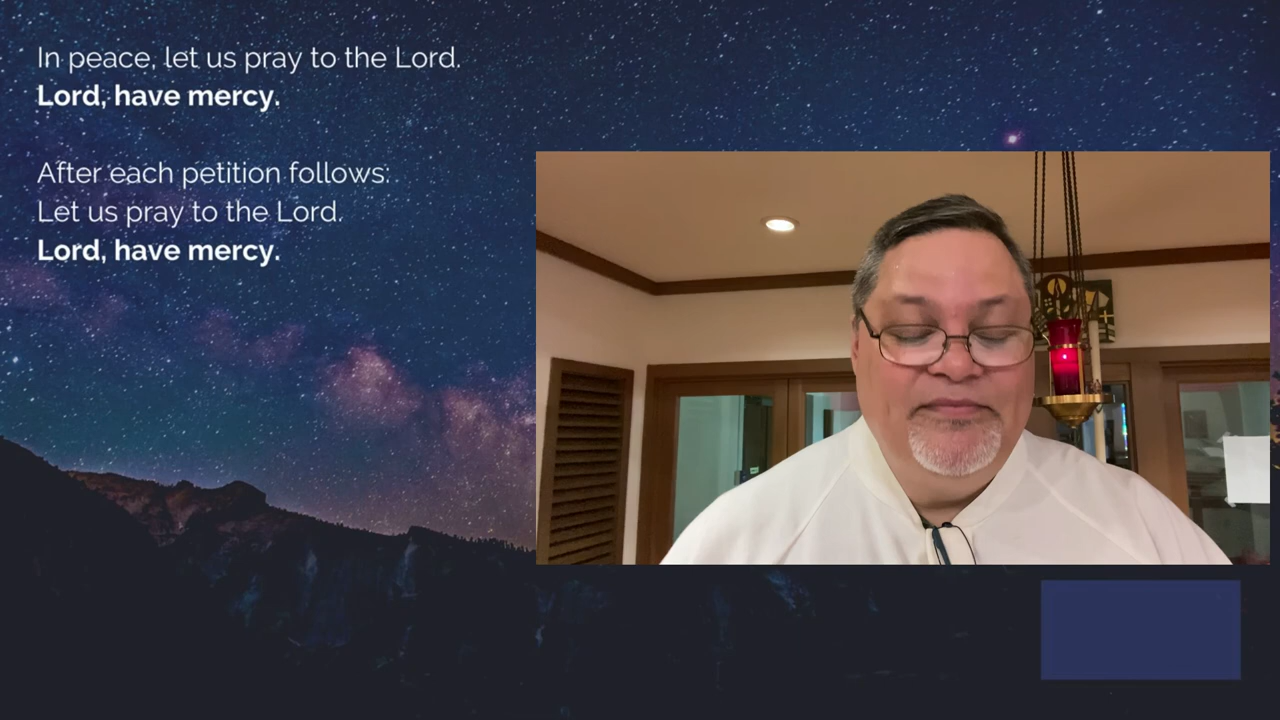 In peace, let us pray to the Lord.
Lord, have mercy.
After each petition follows:
Let us pray to the Lord.
Lord, have mercy.